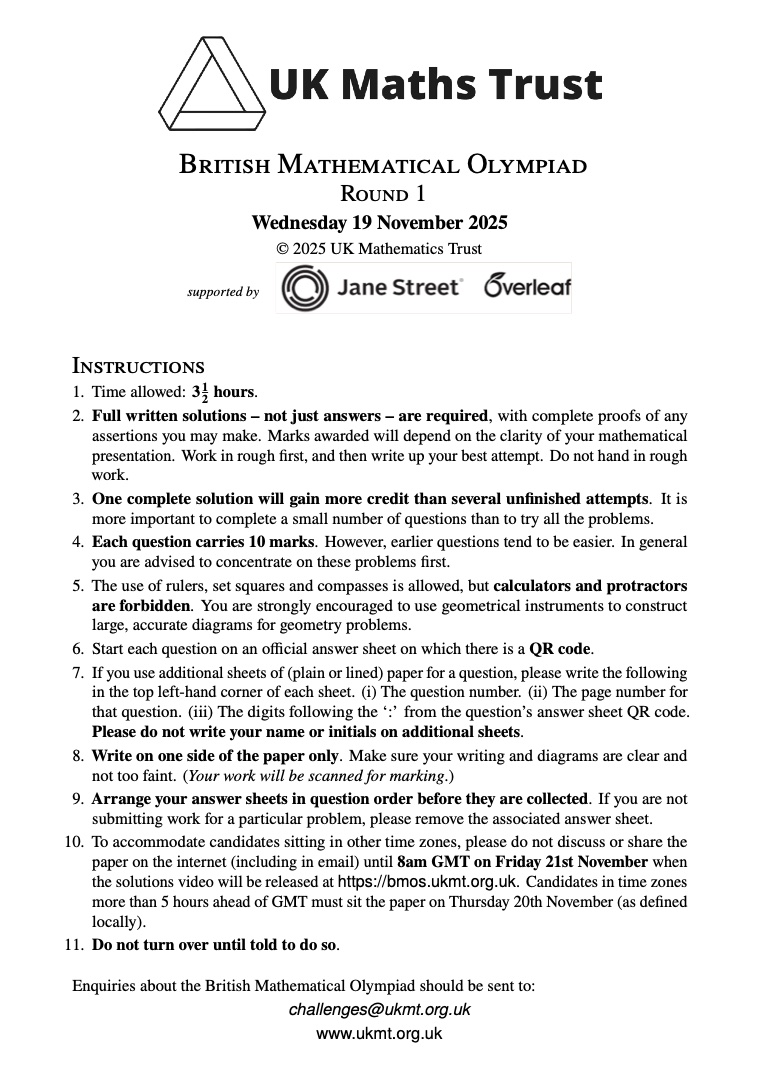 UK Maths Trust
British Mathematical Olympiad
Round 1
Wednesday 19 November 2025
© 2025 UK Mathematics Trust
supported by Jane Street® Overleaf
Instructions
1. Time allowed: 3½ hours.
2. Full written solutions – not just answers – are required, with complete proofs of any
assertions you may make. Marks awarded will depend on the clarity of your mathematical
presentation. Work in rough first, and then write up your best attempt. Do not hand in rough
work.
3. One complete solution will gain more credit than several unfinished attempts. It is
more important to complete a small number of questions than to try all the problems.
4. Each question carries 10 marks. However, earlier questions tend to be easier. In general
you are advised to concentrate on these problems first.
5. The use of rulers, set squares and compasses is allowed, but calculators and protractors
are forbidden. You are strongly encouraged to use geometrical instruments to construct
large, accurate diagrams for geometry problems.
6. Start each question on an official answer sheet on which there is a QR code.
7. If you use additional sheets of (plain or lined) paper for a question, please write the following
in the top left-hand corner of each sheet. (i) The question number. (ii) The page number for
that question. (iii) The digits following the ‘:’ from the question’s answer sheet QR code.
Please do not write your name or initials on additional sheets.
8. Write on one side of the paper only. Make sure your writing and diagrams are clear and
not too faint. (Your work will be scanned for marking.)
9. Arrange your answer sheets in question order before they are collected. If you are not
submitting work for a particular problem, please remove the associated answer sheet.
10. To accommodate candidates sitting in other time zones, please do not discuss or share the
paper on the internet (including in email) until 8am GMT on Friday 21st November when
the solutions video will be released at https://bmos.ukmt.org.uk. Candidates in time zones
more than 5 hours ahead of GMT must sit the paper on Thursday 20th November (as defined
locally).
11. Do not turn over until told to do so.
Enquiries about the British Mathematical Olympiad should be sent to:
challenges@ukmt.org.uk
www.ukmt.org.uk